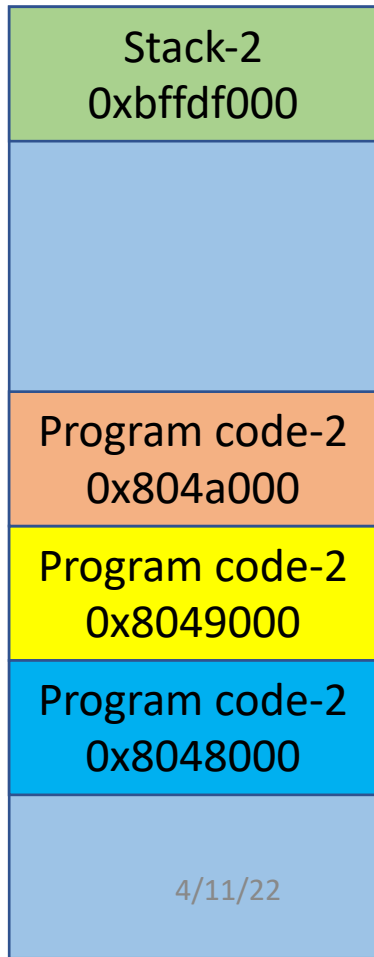 Stack-2
0xbffdf000
Program code-2
0x804a000
Program code-2
0x8049000
Program code-2
0x8048000
4/11/22